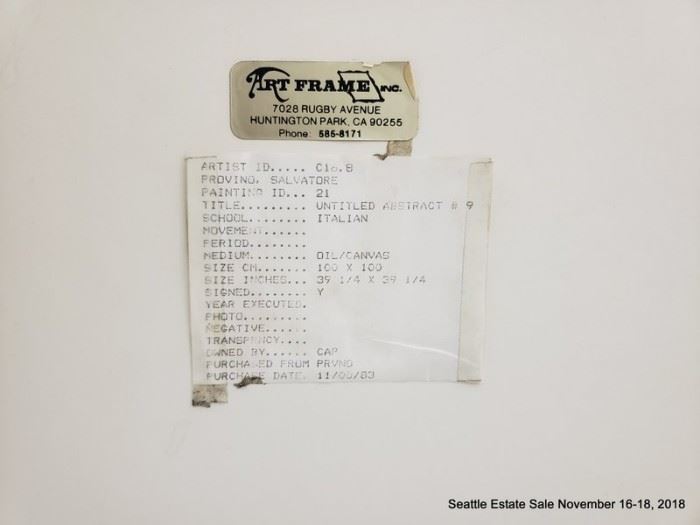 ART FRAME INC.
7028 RUGBY AVENUE
HUNTINGTON PARK, CA 90255
Phone: 585-8171
ARTIST ID..... C16.8
PROVINO, SALVATORE
PAINTING ID... 21
TITLE......... UNTITLED ABSTRACT # 9
SCHOOL........ ITALIAN
MOVEMENT......
PERIOD........
MEDIUM........ OIL/CANVAS
SIZE CM....... 100 X 100
SIZE INCHES... 39 1/4 X 39 1/4
SIGNED........ Y
YEAR EXECUTED.
PHOTO.........
NEGATIVE......
TRANSPRNCY....
OWNED BY...... CAP
PURCHASED FROM PRVNO
PURCHASE DATE. 11/00/83
Seattle Estate Sale November 16-18, 2018